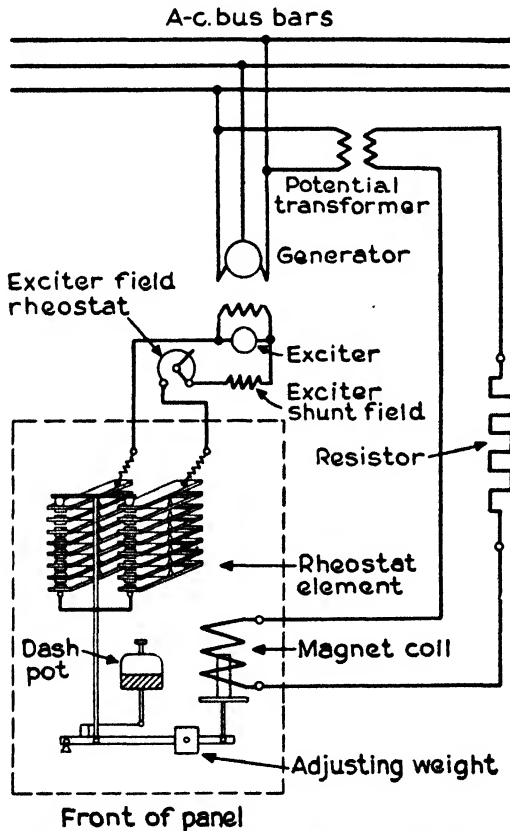 A-c. bus bars
Potential
transformer
Generator
Exciter field
rheostat
Exciter
Exciter
shunt field
Resistor
Rheostat
element
Dash
pot
Magnet coil
Adjusting weight
Front of panel